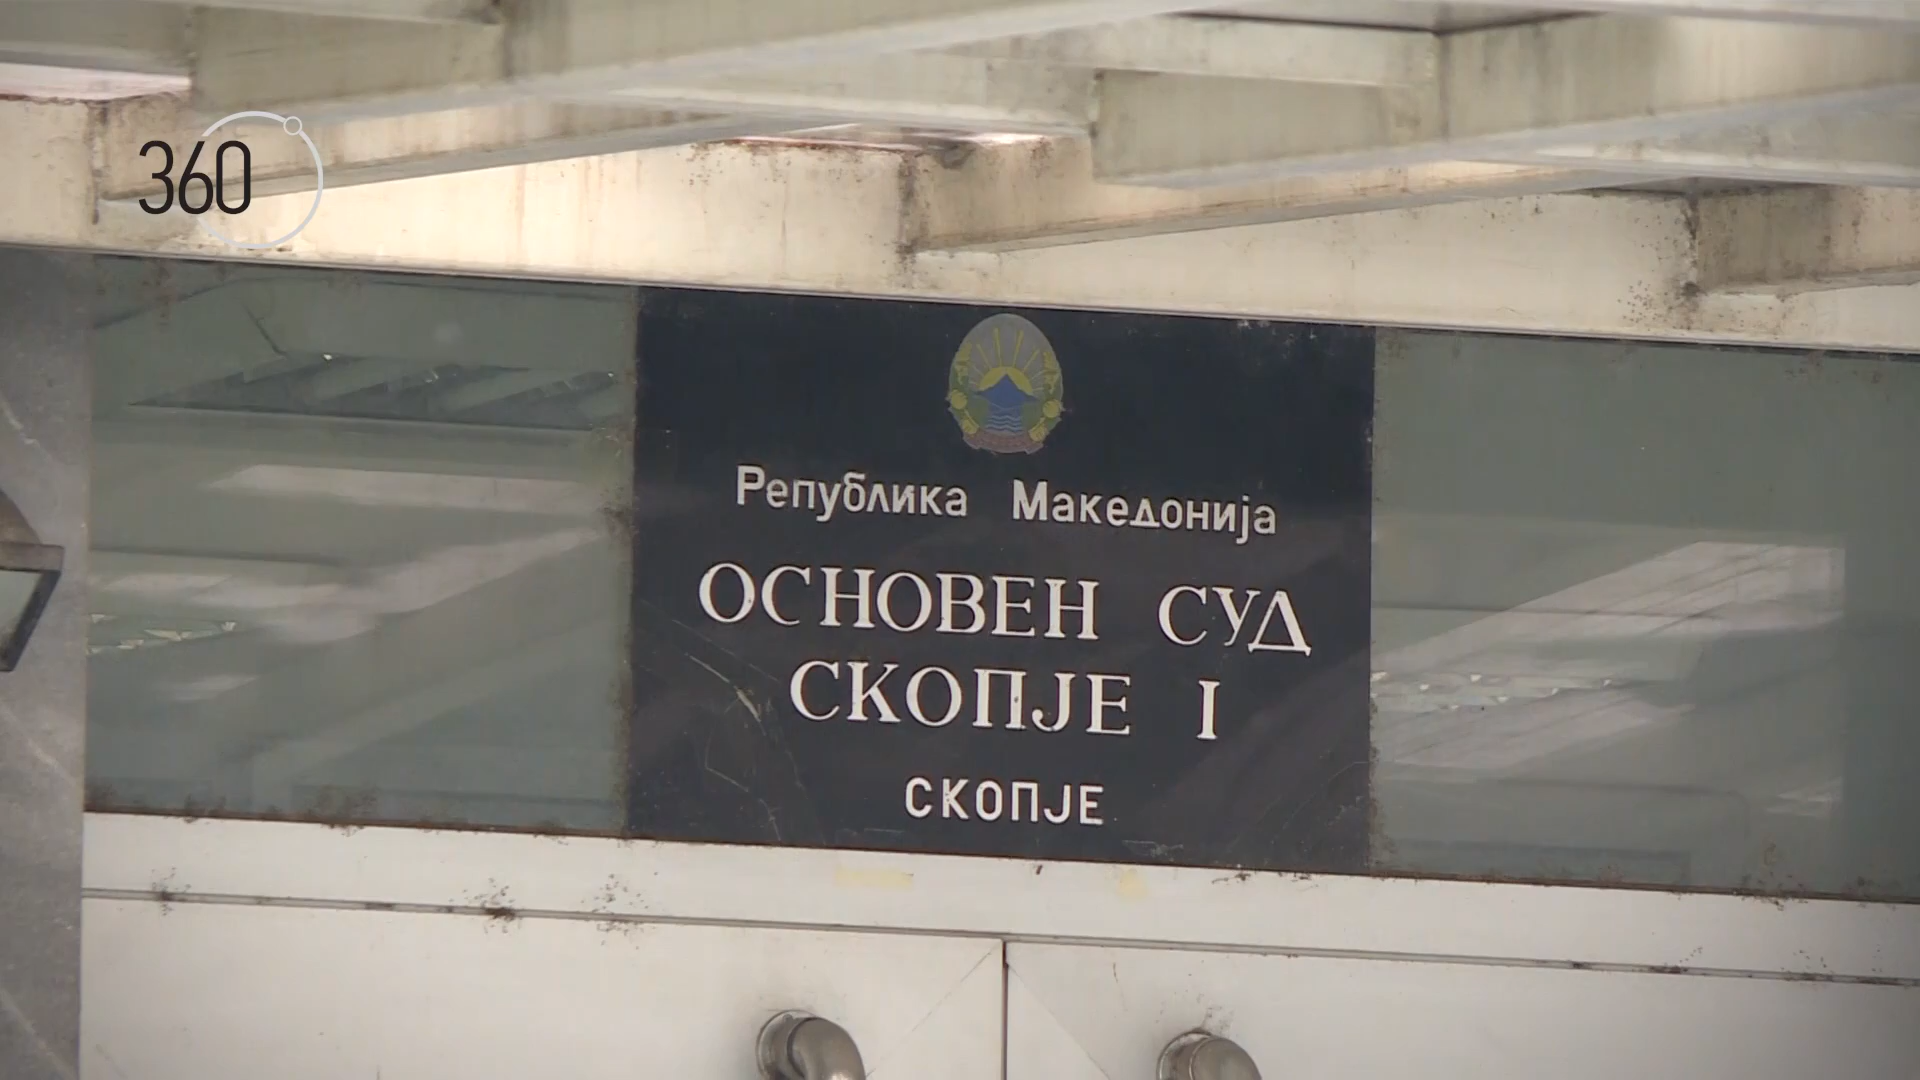 360
Република Македонија
ОСНОВЕН СУД
СКОПЈЕ I
СКОПЈЕ